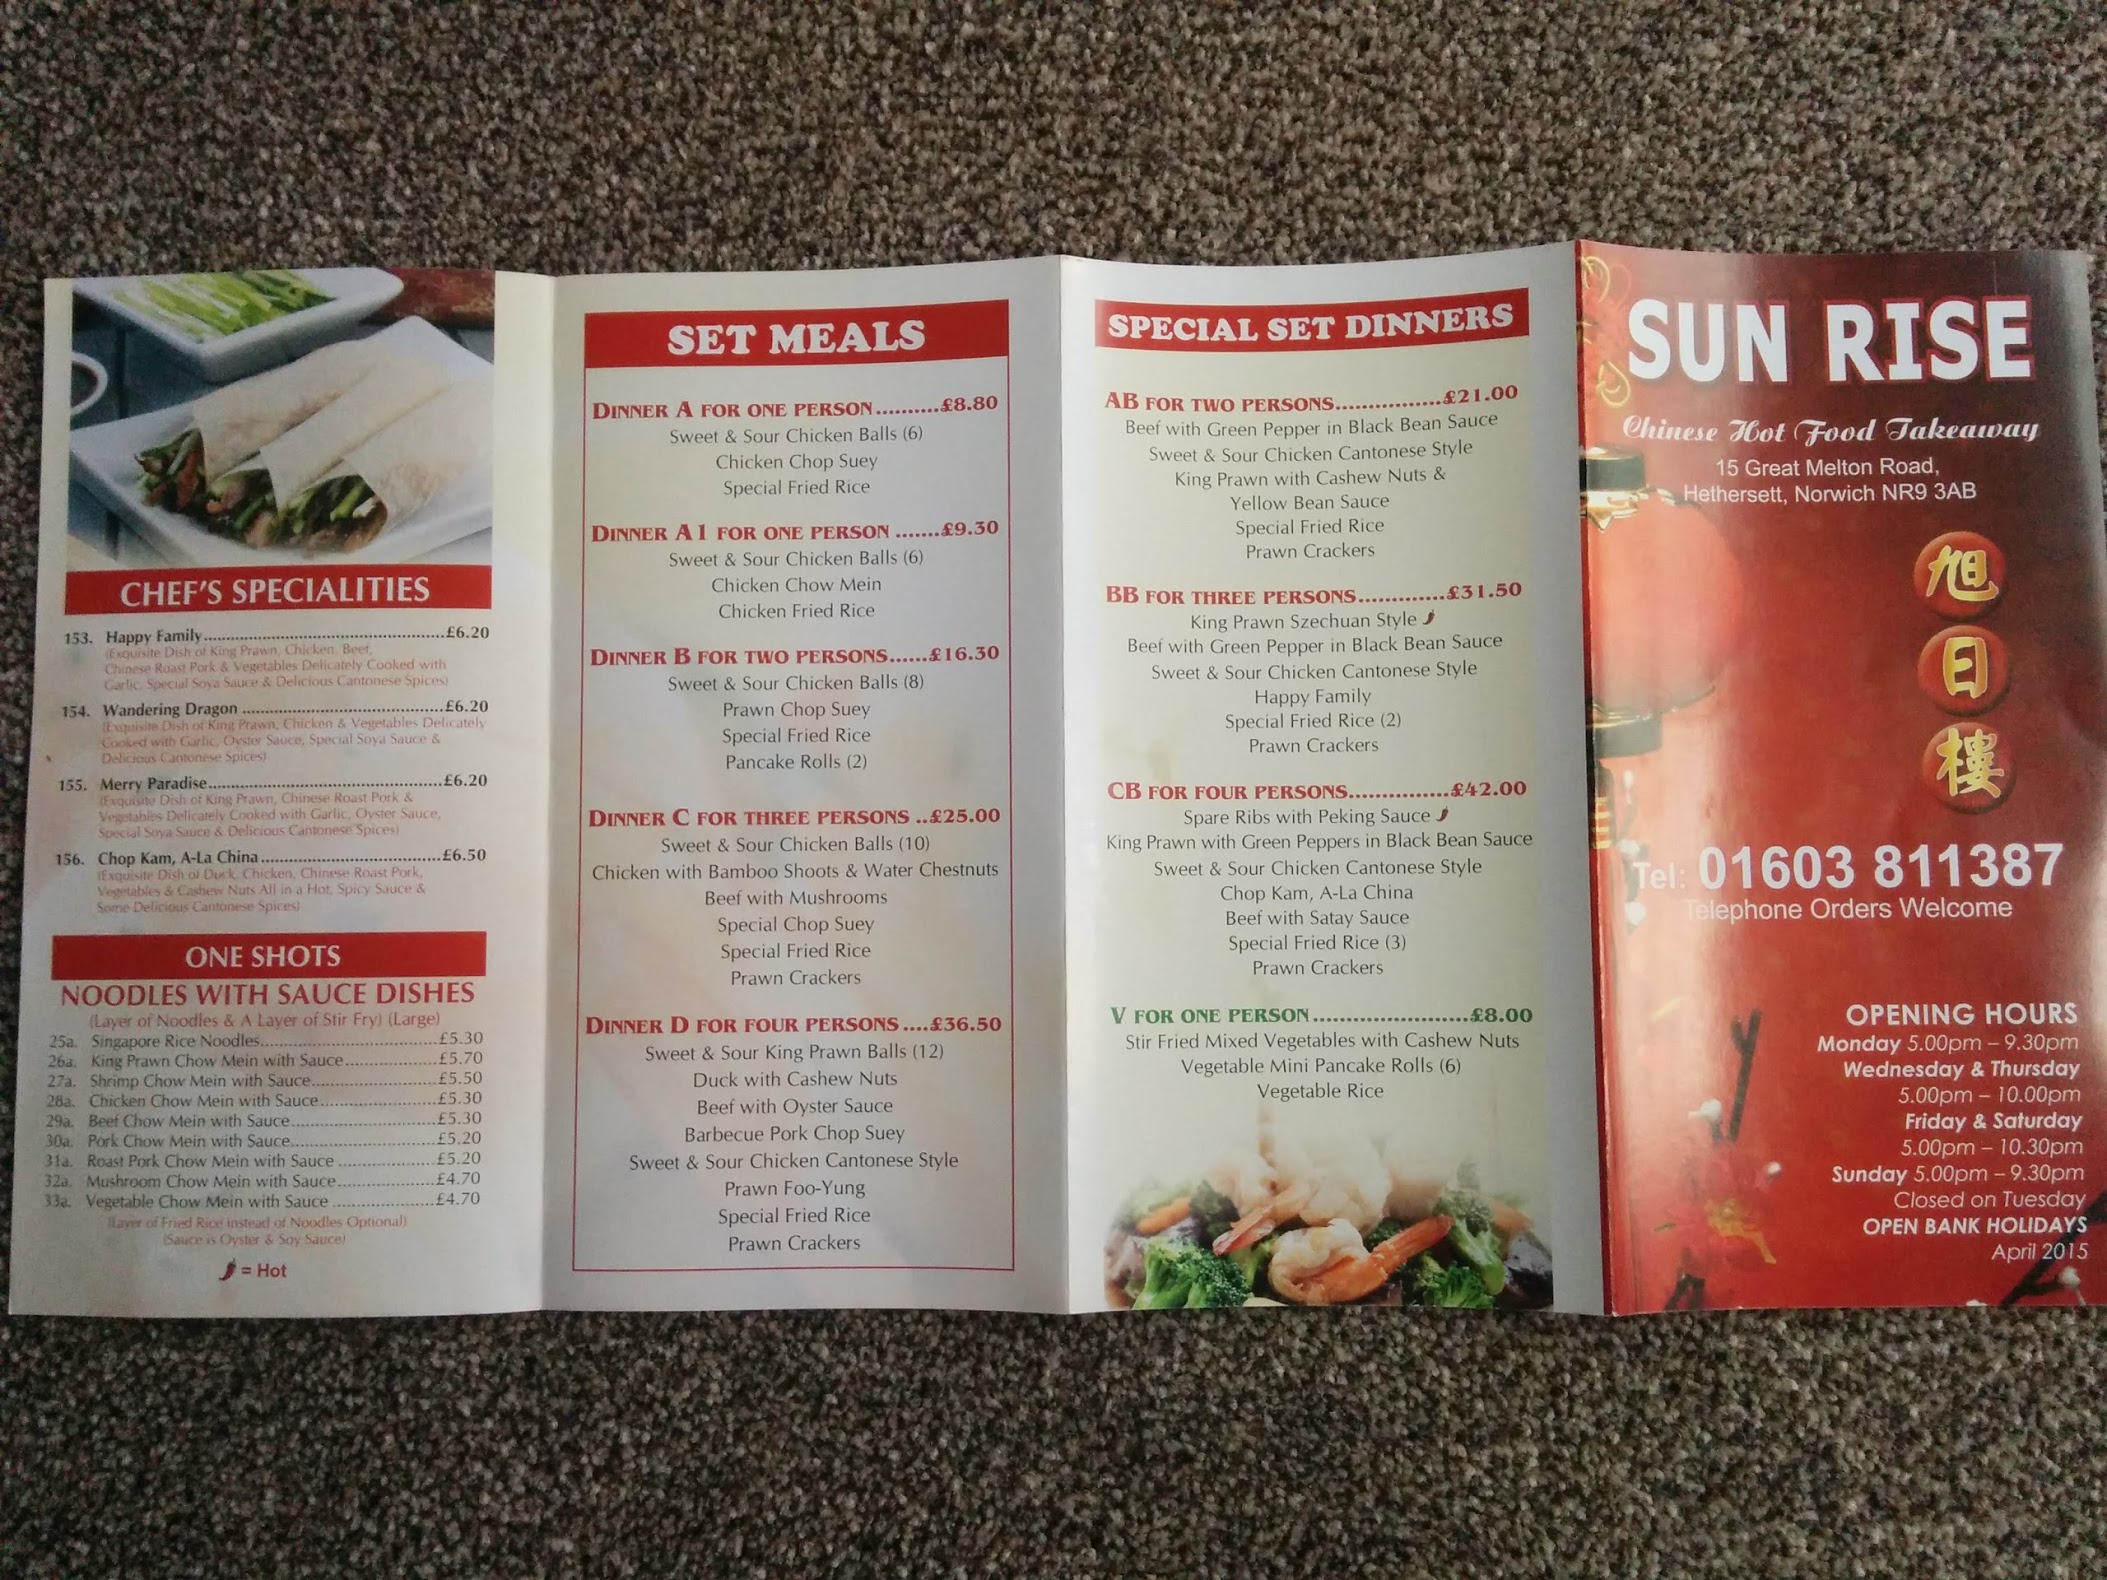 CHEF'S SPECIALITIES
153. Happy Family..........£6.20
(Exquisite Dish of King Prawn, Chicken, Beef,
Chinese Roast Pork & Vegetables Delicately Cooked with
Garlic, Special Soya Sauce & Delicious Cantonese Spices)
154. Wandering Dragon..........£6.20
(Exquisite Dish of King Prawn, Chicken & Vegetables Delicately
Cooked with Garlic, Oyster Sauce, Special Soya Sauce &
Delicious Cantonese Spices)
155. Merry Paradise..........£6.20
(Exquisite Dish of King Prawn, Chinese Roast Pork &
Vegetables Delicately Cooked with Garlic, Oyster Sauce,
Special Soya Sauce & Delicious Cantonese Spices)
156. Chop Kam, A-La China..........£6.50
(Exquisite Dish of Duck, Chicken, Chinese Roast Pork,
Vegetables & Cashew Nuts All in a Hot, Spicy Sauce &
Some Delicious Cantonese Spices)
ONE SHOTS
NOODLES WITH SAUCE DISHES
(Layer of Noodles & A Layer of Stir Fry) (Large)
25a. Singapore Rice Noodles..........£5.30
26a. King Prawn Chow Mein with Sauce..........£5.70
27a. Shrimp Chow Mein with Sauce..........£5.50
28a. Chicken Chow Mein with Sauce..........£5.30
29a. Beef Chow Mein with Sauce..........£5.30
30a. Pork Chow Mein with Sauce..........£5.20
31a. Roast Pork Chow Mein with Sauce..........£5.20
32a. Mushroom Chow Mein with Sauce..........£4.70
33a. Vegetable Chow Mein with Sauce..........£4.70
(Layer of Fried Rice instead of Noodles Optional)
(Sauce is Oyster & Soy Sauce)
= Hot
SET MEALS
DINNER A FOR ONE PERSON..........£8.80
Sweet & Sour Chicken Balls (6)
Chicken Chop Suey
Special Fried Rice
DINNER A1 FOR ONE PERSON.......£9.30
Sweet & Sour Chicken Balls (6)
Chicken Chow Mein
Chicken Fried Rice
DINNER B FOR TWO PERSONS......£16.30
Sweet & Sour Chicken Balls (8)
Prawn Chop Suey
Special Fried Rice
Pancake Rolls (2)
DINNER C FOR THREE PERSONS ..£25.00
Sweet & Sour Chicken Balls (10)
Chicken with Bamboo Shoots & Water Chestnuts
Beef with Mushrooms
Special Chop Suey
Special Fried Rice
Prawn Crackers
DINNER D FOR FOUR PERSONS ....£36.50
Sweet & Sour King Prawn Balls (12)
Duck with Cashew Nuts
Beef with Oyster Sauce
Barbecue Pork Chop Suey
Sweet & Sour Chicken Cantonese Style
Prawn Foo-Yung
Special Fried Rice
Prawn Crackers
SPECIAL SET DINNERS
AB FOR TWO PERSONS................£21.00
Beef with Green Pepper in Black Bean Sauce
Sweet & Sour Chicken Cantonese Style
King Prawn with Cashew Nuts &
Yellow Bean Sauce
Special Fried Rice
Prawn Crackers
BB FOR THREE PERSONS.............£31.50
King Prawn Szechuan Style
Beef with Green Pepper in Black Bean Sauce
Sweet & Sour Chicken Cantonese Style
Happy Family
Special Fried Rice (2)
Prawn Crackers
CB FOR FOUR PERSONS...............£42.00
Spare Ribs with Peking Sauce
King Prawn with Green Peppers in Black Bean Sauce
Sweet & Sour Chicken Cantonese Style
Chop Kam, A-La China
Beef with Satay Sauce
Special Fried Rice (3)
Prawn Crackers
V FOR ONE PERSON.......................£8.00
Stir Fried Mixed Vegetables with Cashew Nuts
Vegetable Mini Pancake Rolls (6)
Vegetable Rice
SUN RISE
Chinese Hot Food Takeaway
15 Great Melton Road,
Hethersett, Norwich NR9 3AB
旭
日
樓
Tel: 01603 811387
Telephone Orders Welcome
OPENING HOURS
Monday 5.00pm – 9.30pm
Wednesday & Thursday
5.00pm – 10.00pm
Friday & Saturday
5.00pm – 10.30pm
Sunday 5.00pm – 9.30pm
Closed on Tuesday
OPEN BANK HOLIDAYS
April 2015